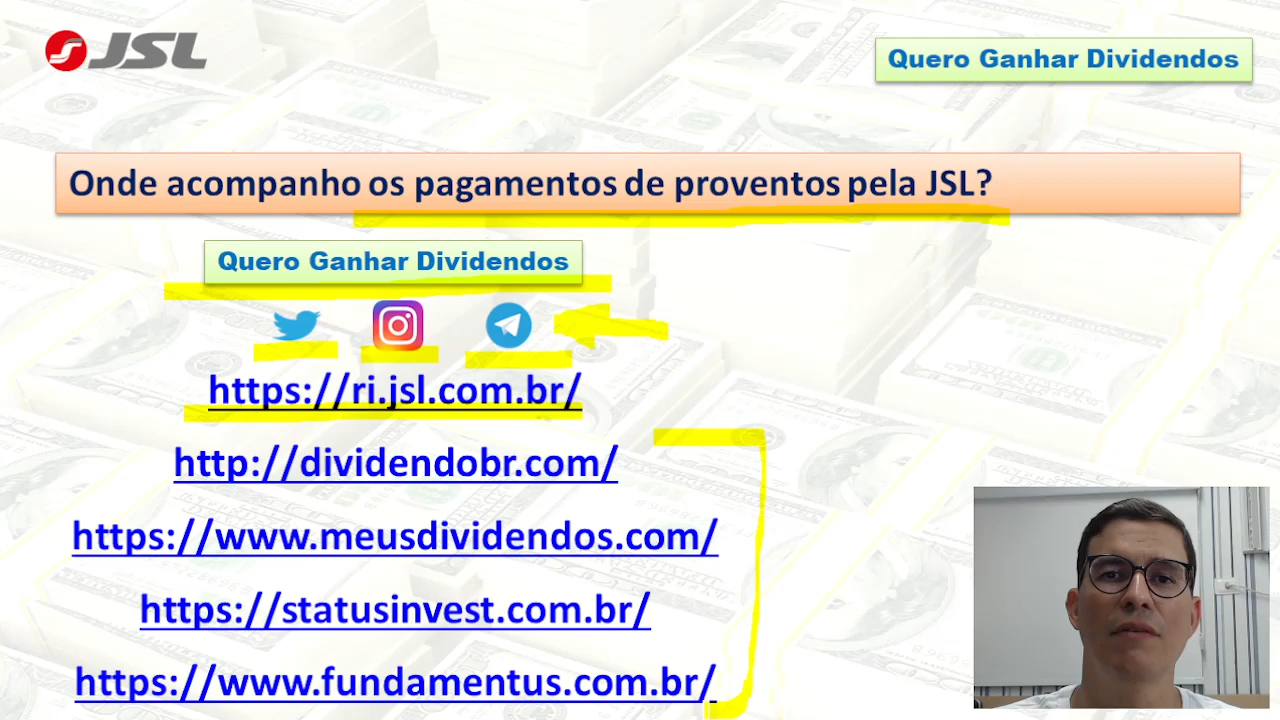 JSL
Quero Ganhar Dividendos
Onde acompanho os pagamentos de proventos pela JSL?
Quero Ganhar Dividendos
https://ri.jsl.com.br/
http://dividendobr.com/
https://www.meusdividendos.com/
https://statusinvest.com.br/
https://www.fundamentus.com.br/